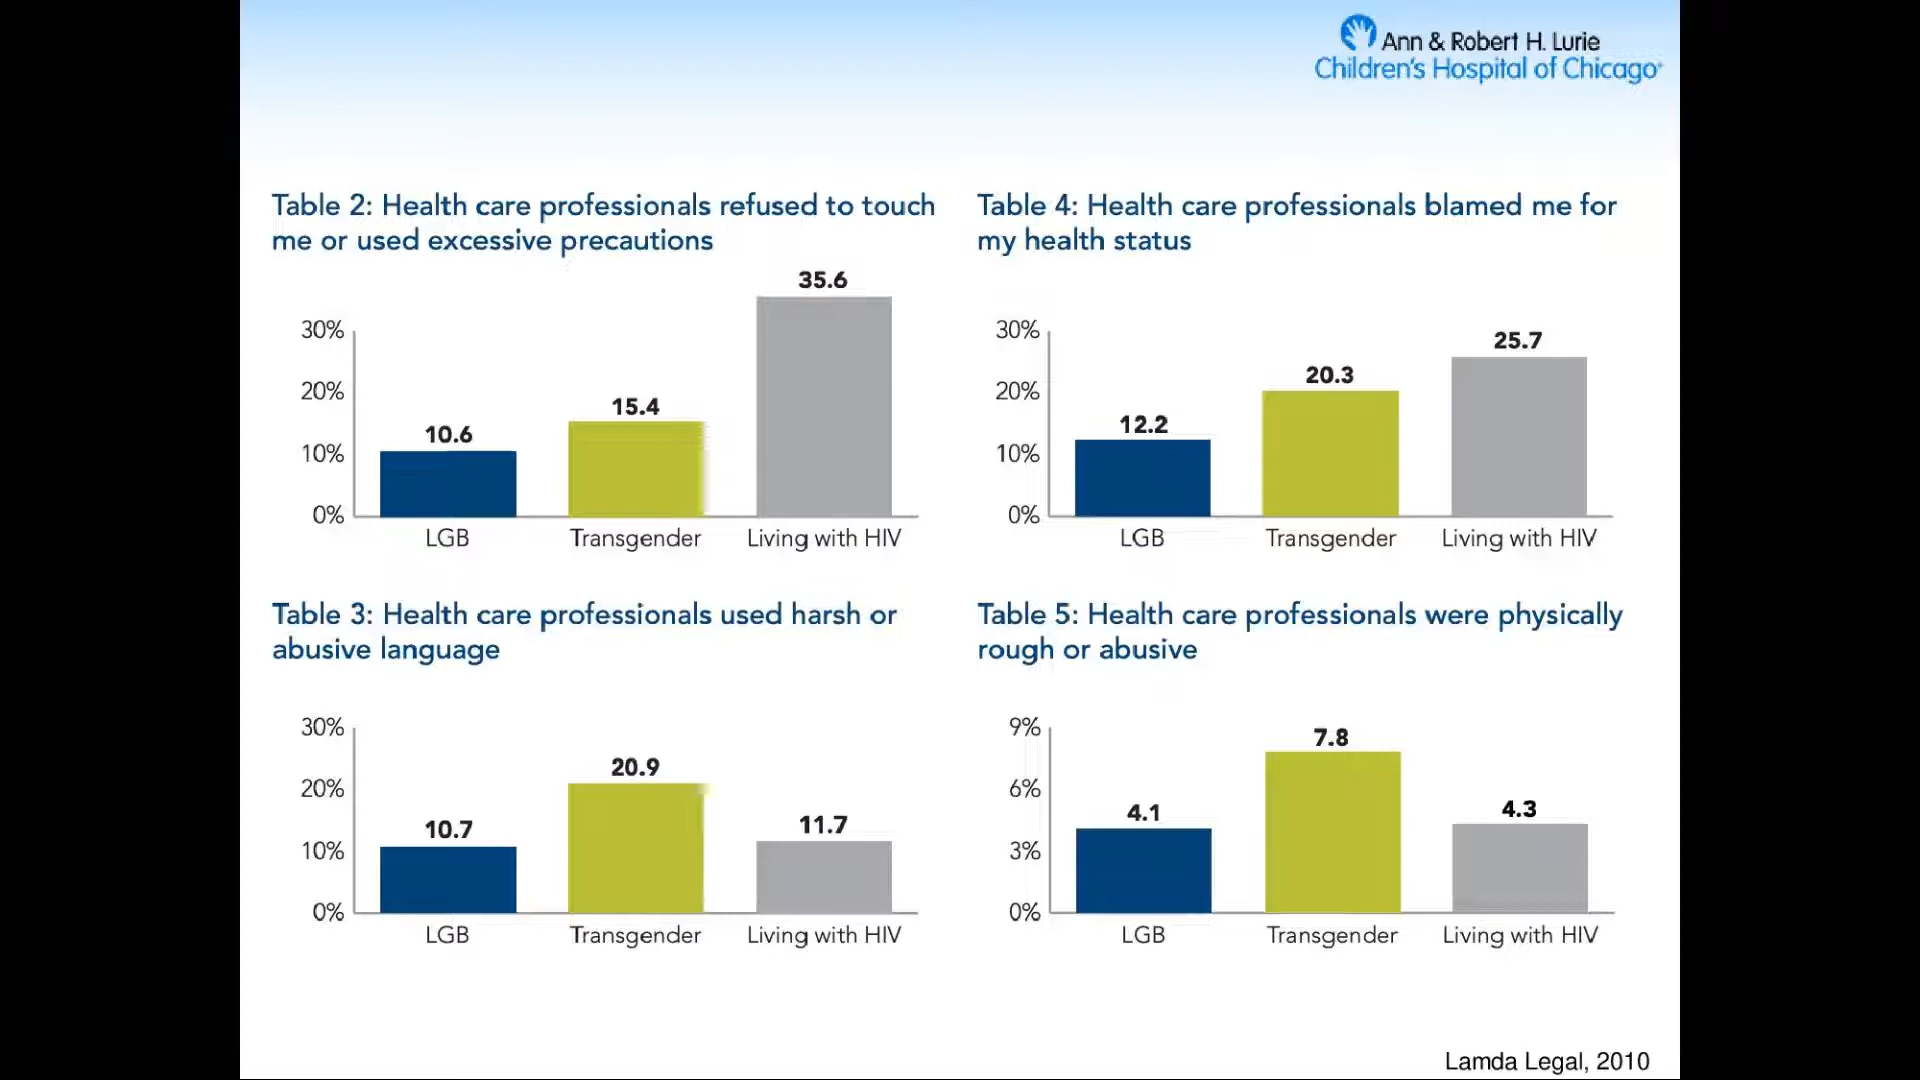 Ann & Robert H. Lurie
Children's Hospital of Chicago
Table 2: Health care professionals refused to touch
me or used excessive precautions
35.6
30%
20%
15.4
10.6
10%
0%
LGB Transgender Living with HIV
Table 4: Health care professionals blamed me for
my health status
30%
25.7
20.3
20%
12.2
10%
0%
LGB Transgender Living with HIV
Table 3: Health care professionals used harsh or
abusive language
30%
20.9
20%
10.7
11.7
10%
0%
LGB Transgender Living with HIV
Table 5: Health care professionals were physically
rough or abusive
9%
7.8
6%
4.1
4.3
3%
0%
LGB Transgender Living with HIV
Lamda Legal, 2010